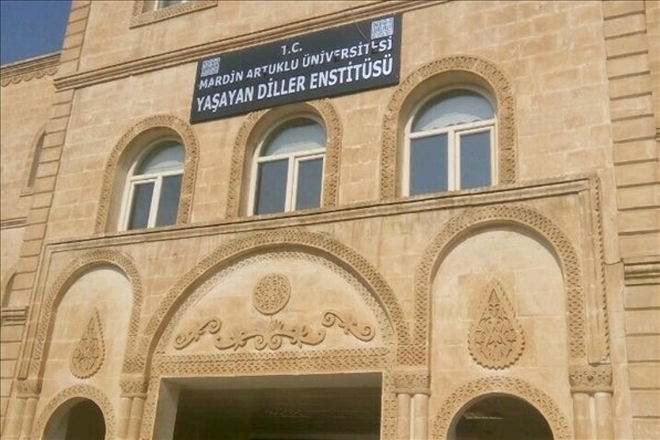 T.C.
MARDİN ARTUKLU ÜNİVERSİTESİ
YAŞAYAN DİLLER ENSTİTÜSÜ